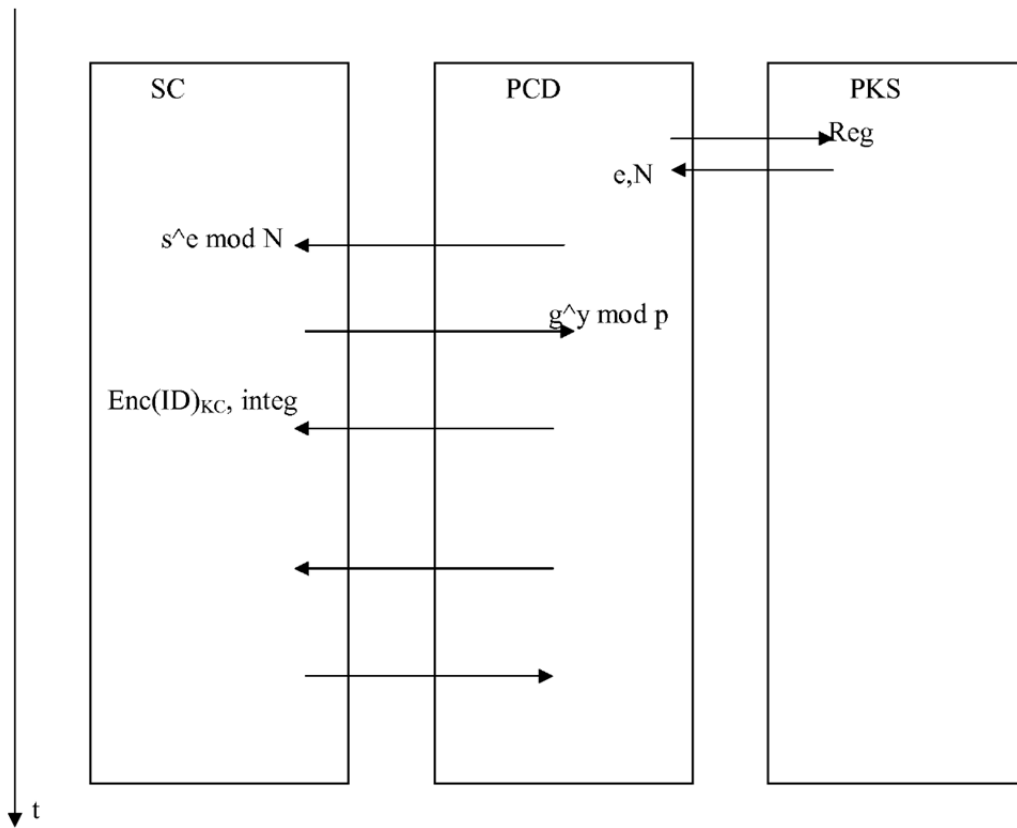 SC
PCD
PKS
Reg
e,N
s^e mod N
g^y mod p
Enc(ID)KC, integ
t